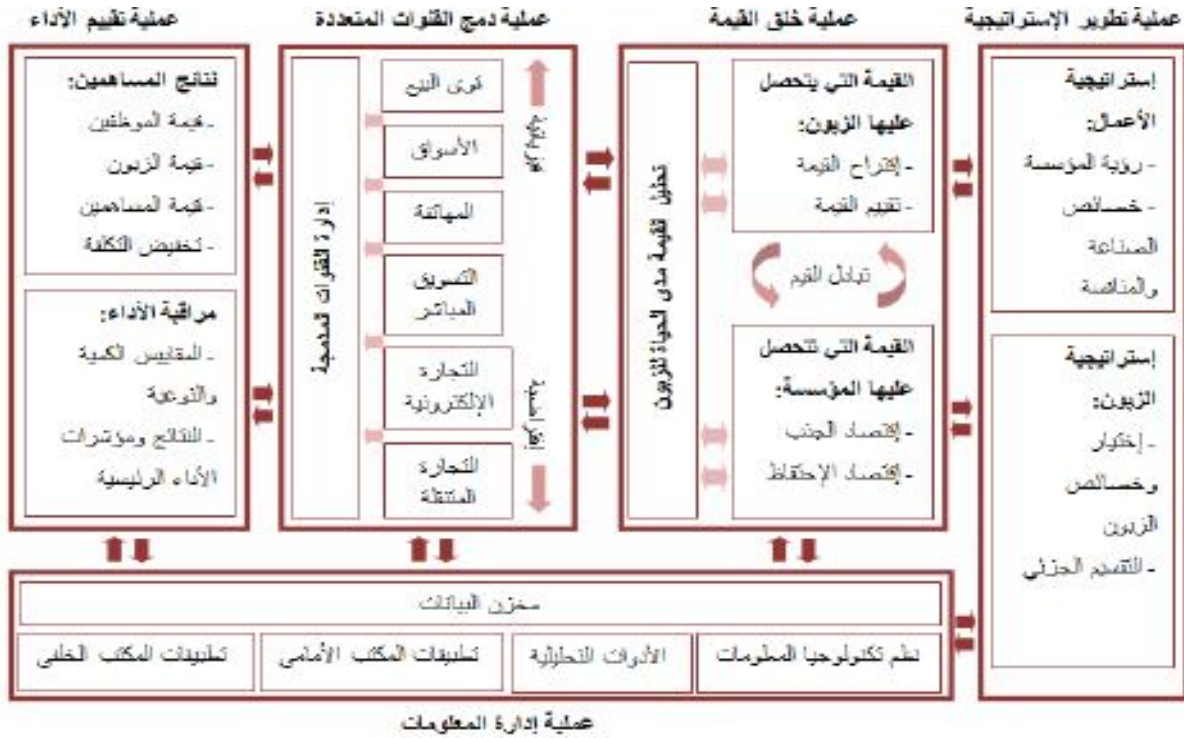 عملية تطوير الإستراتيجية
عملية خلق القيمة
عملية دمج القنوات المتعددة
عملية تقييم الأداء
إستراتيجية
الأعمال:
- رؤية المؤسسة
- خصائص
الصناعة
والمنافسة
إستراتيجية
الزبون:
- إختيار
وخصائص
الزبون
- التقسيم الجزئي
القيمة التي يتحصل
عليها الزبون:
- إقتراح القيمة
- تقييم القيمة
تبادل القيم
القيمة التي تتحصل
عليها المؤسسة:
- إقتصاد الجذب
- إقتصاد الإحتفاظ
تحليل لقيمة مدى الحياة للزبون
فيزيائية
إفتراضية
قوى البيع
الأسواق
المهاتفة
التسويق
المباشر
التجارة
الإلكترونية
التجارة
المتنقلة
إدارة القنوات المدمجة
نتائج المساهمين:
- قيمة الموظفين
- قيمة الزبون
- قيمة المساهمين
- تخفيض التكلفة
مراقبة الأداء:
- المقاييس الكمية
والنوعية
- النتائج ومؤشرات
الأداء الرئيسية
مخزن البيانات
نظم تكنولوجيا المعلومات
الأدوات التحليلية
تطبيقات المكتب الأمامي
تطبيقات المكتب الخلفي
عملية إدارة المعلومات